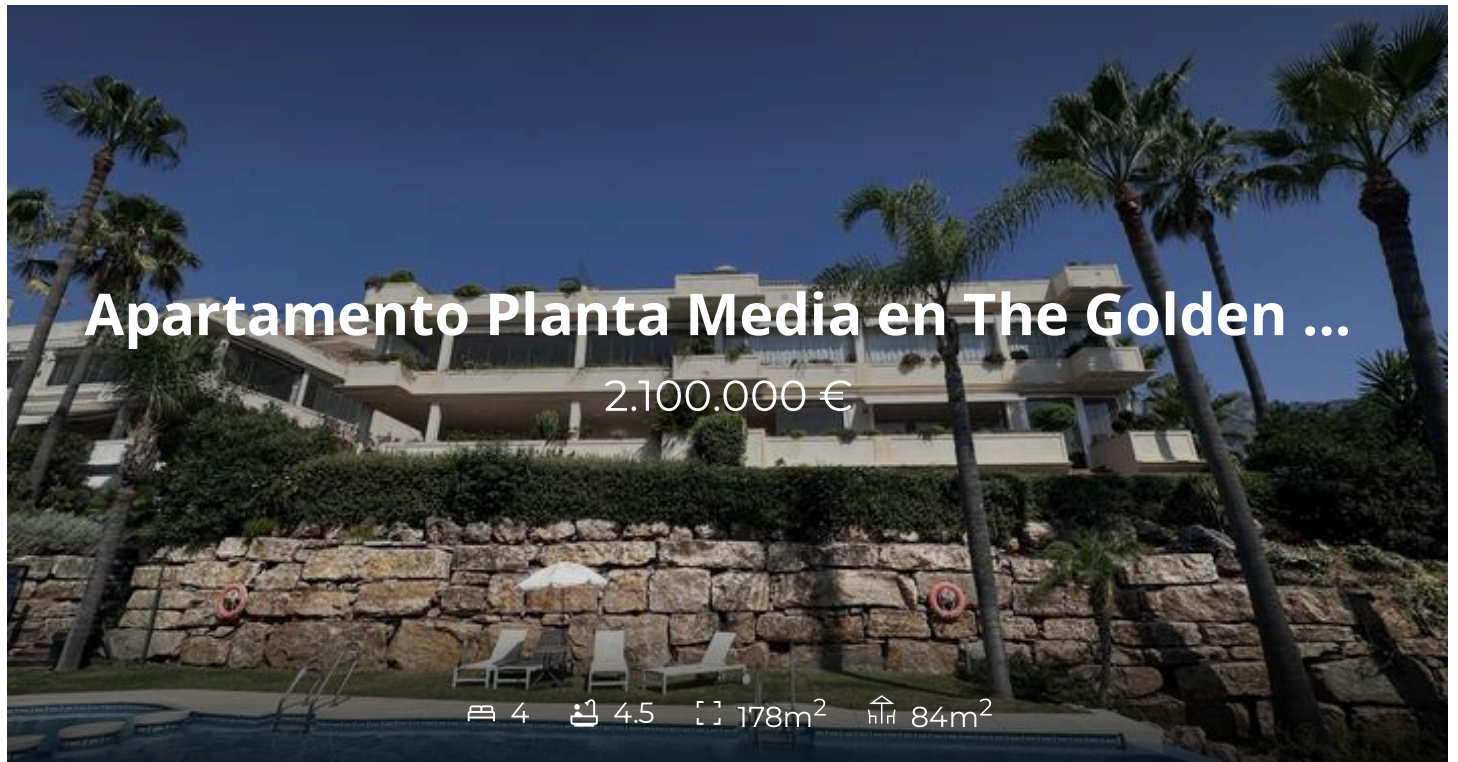 Apartamento Planta Media en The Golden ...
2.100.000 €
4 4.5 178m² 84m²